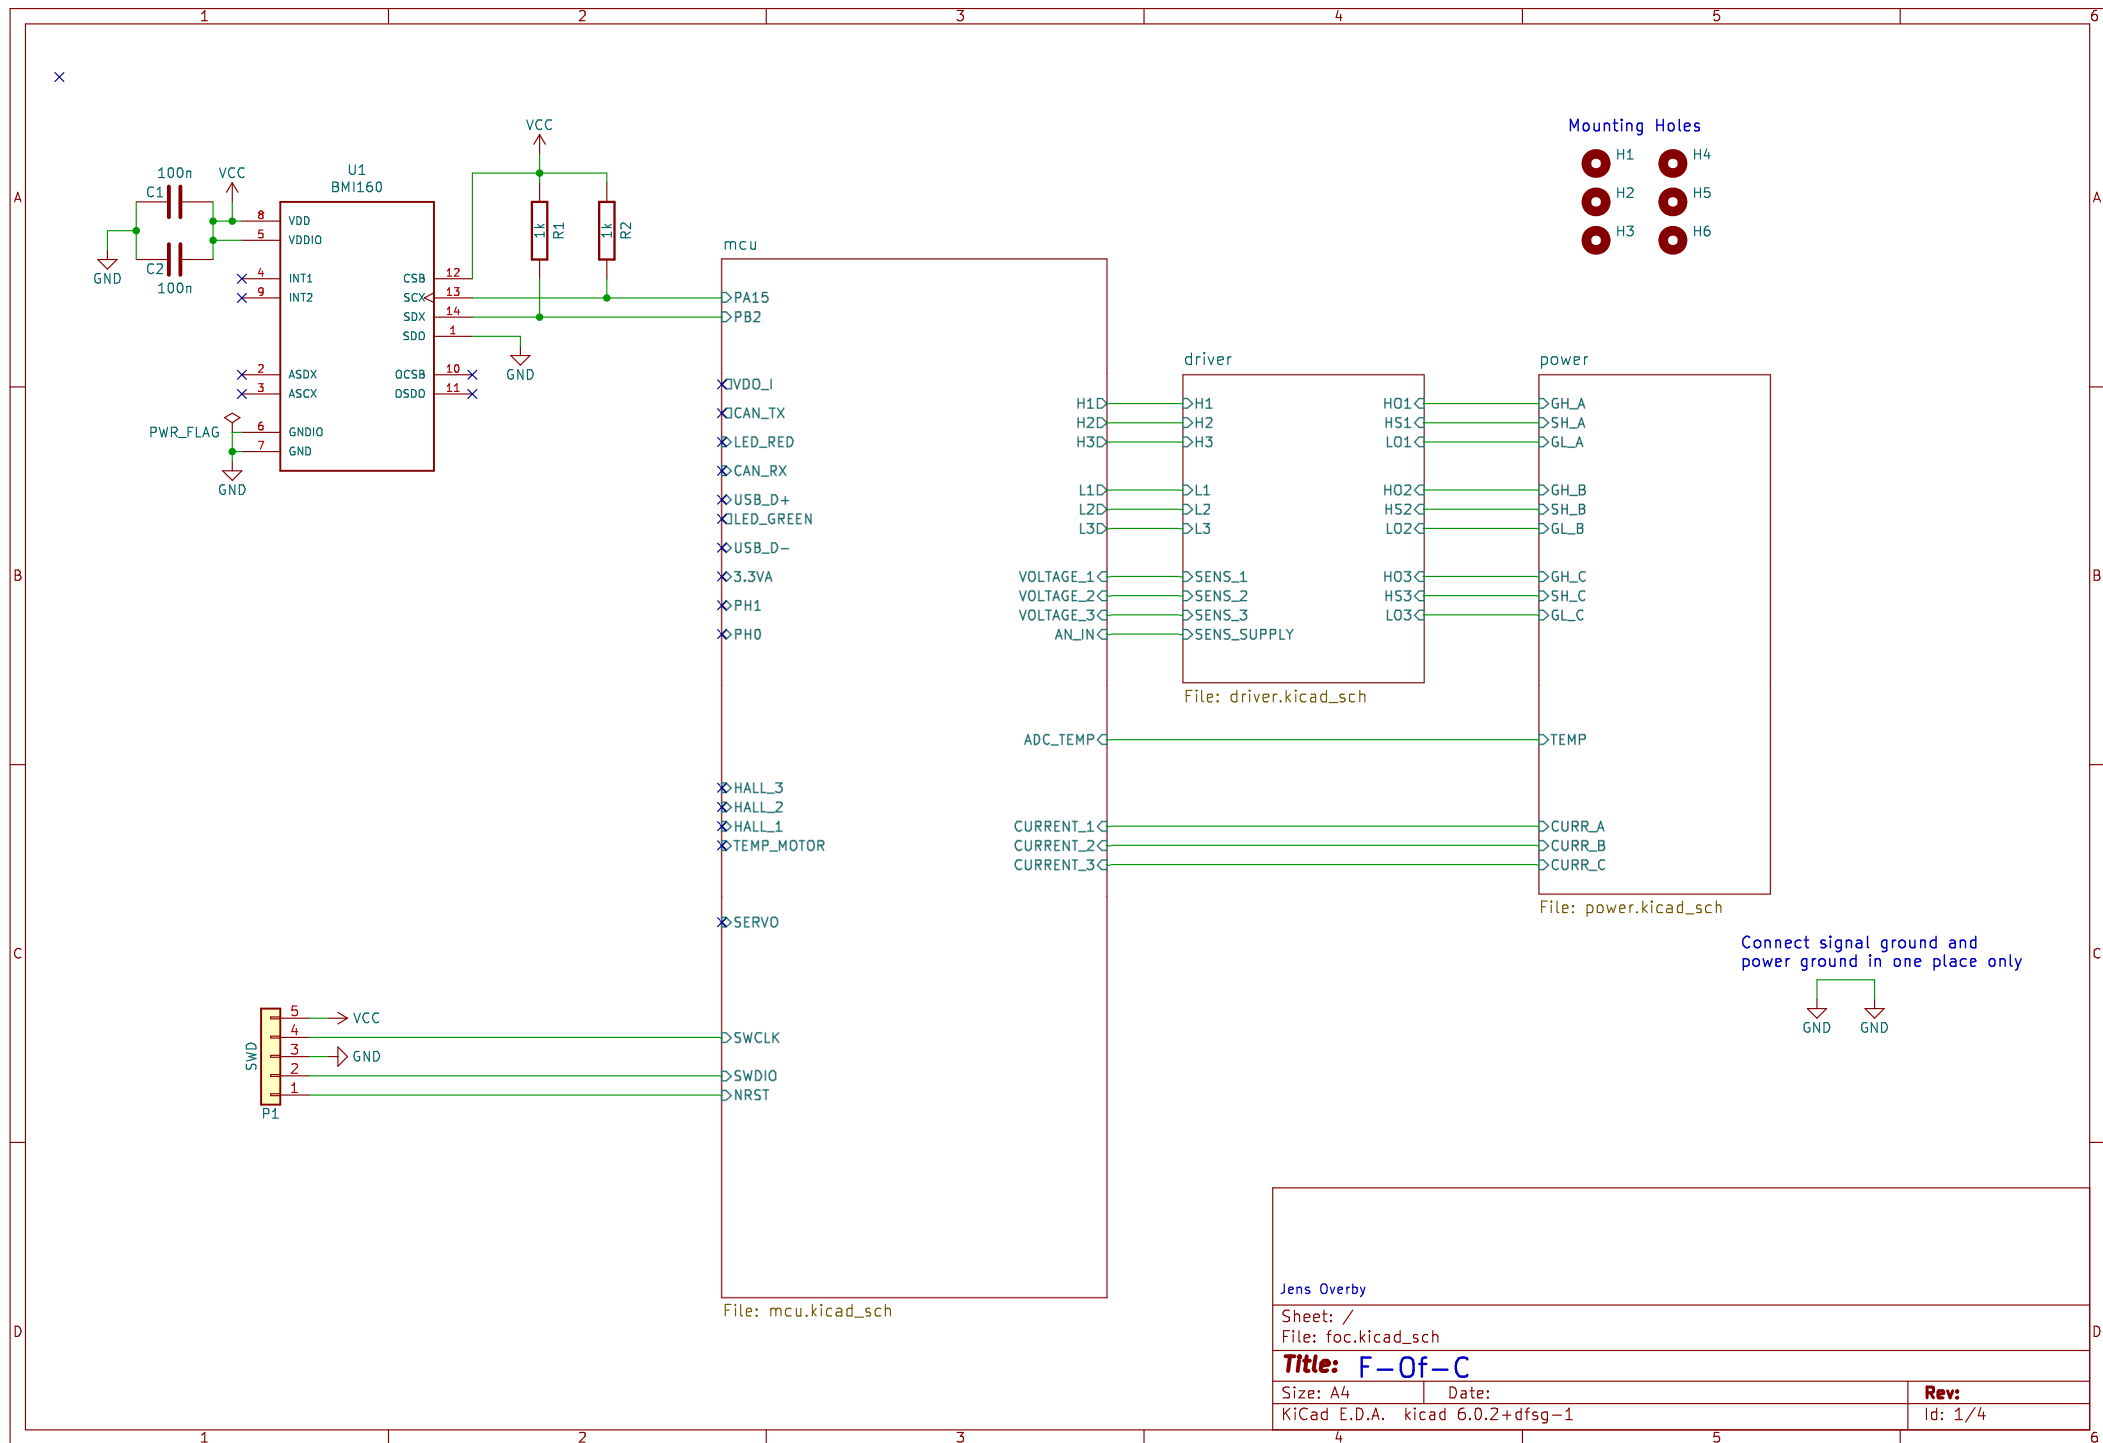 1 2 3 4 5 6
A
B
C
D
A
B
C
D
1 2 3 4 5 6
100n
C1
C2
100n
GND
VCC
U1
BMI160
8 VDD
5 VDDIO
4 INT1
9 INT2
2 ASDX
3 ASCX
6 GNDIO
7 GND
CSB 12
SCX 13
SDX 14
SDO 1
OCSB 10
OSDO 11
PWR_FLAG
GND
VCC
1k R1
1k R2
GND
mcu
PA15
PB2
VDO_I
CAN_TX
LED_RED
CAN_RX
USB_D+
LED_GREEN
USB_D-
3.3VA
PH1
PH0
HALL_3
HALL_2
HALL_1
TEMP_MOTOR
SERVO
SWCLK
SWDIO
NRST
H1
H2
H3
L1
L2
L3
VOLTAGE_1
VOLTAGE_2
VOLTAGE_3
AN_IN
ADC_TEMP
CURRENT_1
CURRENT_2
CURRENT_3
File: mcu.kicad_sch
driver
H1
H2
H3
L1
L2
L3
SENS_1
SENS_2
SENS_3
SENS_SUPPLY
HO1
HS1
LO1
HO2
HS2
LO2
HO3
HS3
LO3
File: driver.kicad_sch
power
GH_A
SH_A
GL_A
GH_B
SH_B
GL_B
GH_C
SH_C
GL_C
TEMP
CURR_A
CURR_B
CURR_C
File: power.kicad_sch
Mounting Holes
H1 H4
H2 H5
H3 H6
Connect signal ground and
power ground in one place only
GND GND
SWD
5 VCC
4
3 GND
2
1
P1
Jens Overby
Sheet: /
File: foc.kicad_sch
Title: F-Of-C
Size: A4 Date: Rev:
KiCad E.D.A. kicad 6.0.2+dfsg-1 Id: 1/4